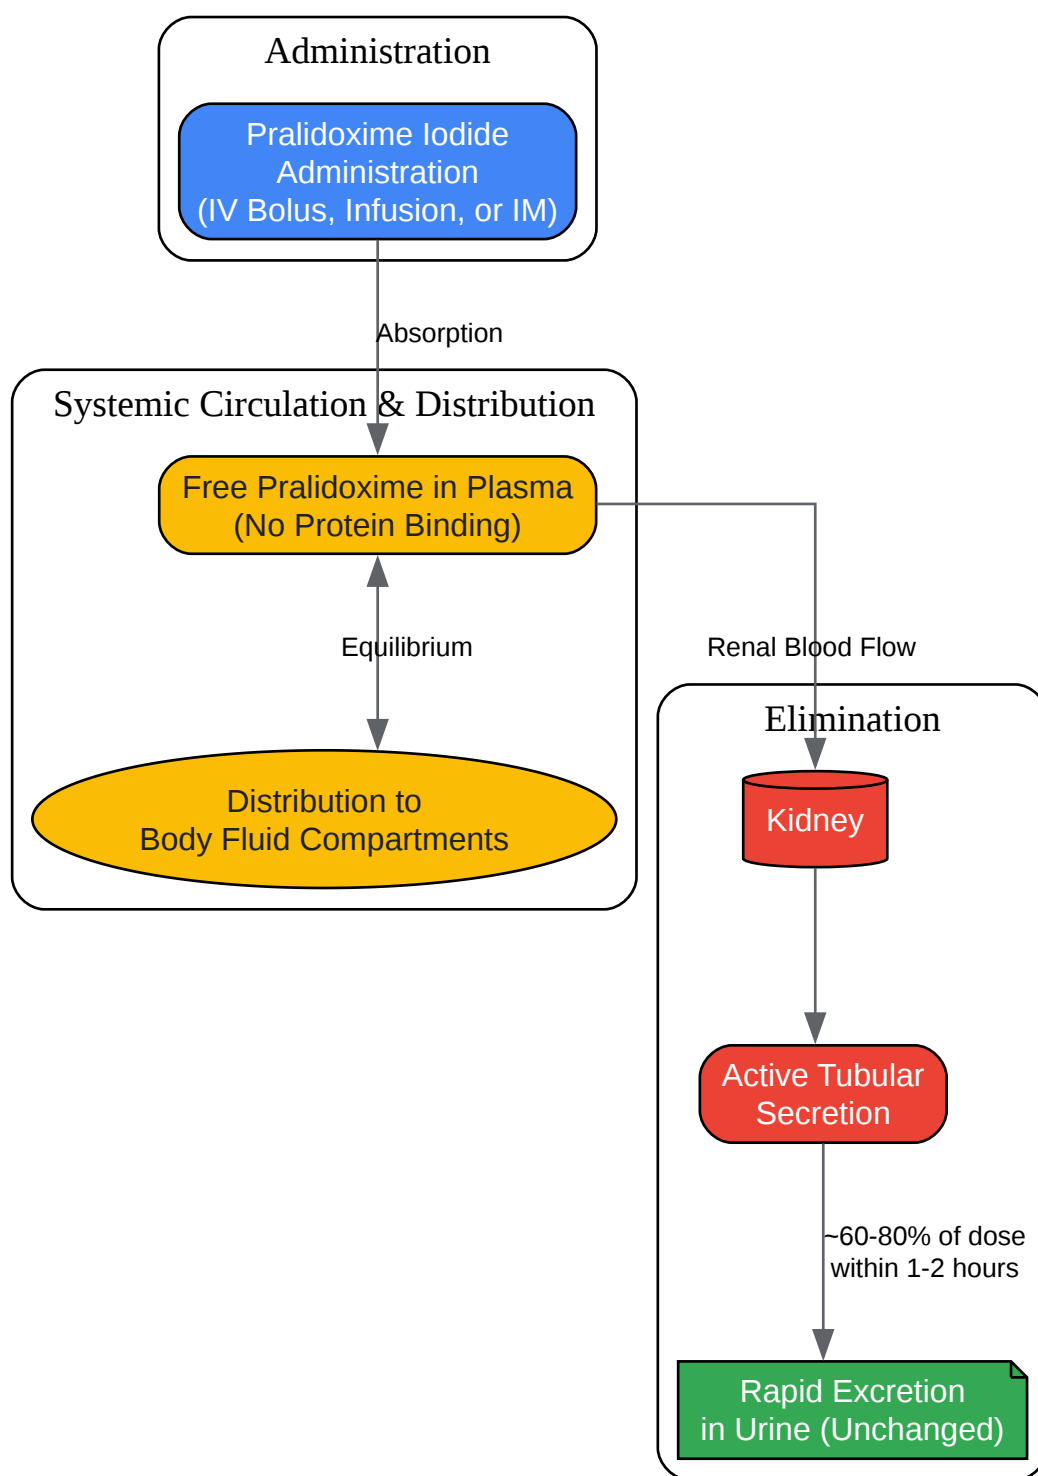 Administration
Pralidoxime Iodide
Administration
(IV Bolus, Infusion, or IM)
Absorption
Systemic Circulation & Distribution
Free Pralidoxime in Plasma
(No Protein Binding)
Equilibrium
Distribution to
Body Fluid Compartments
Renal Blood Flow
Elimination
Kidney
Active Tubular
Secretion
~60-80% of dose
within 1-2 hours
Rapid Excretion
in Urine (Unchanged)